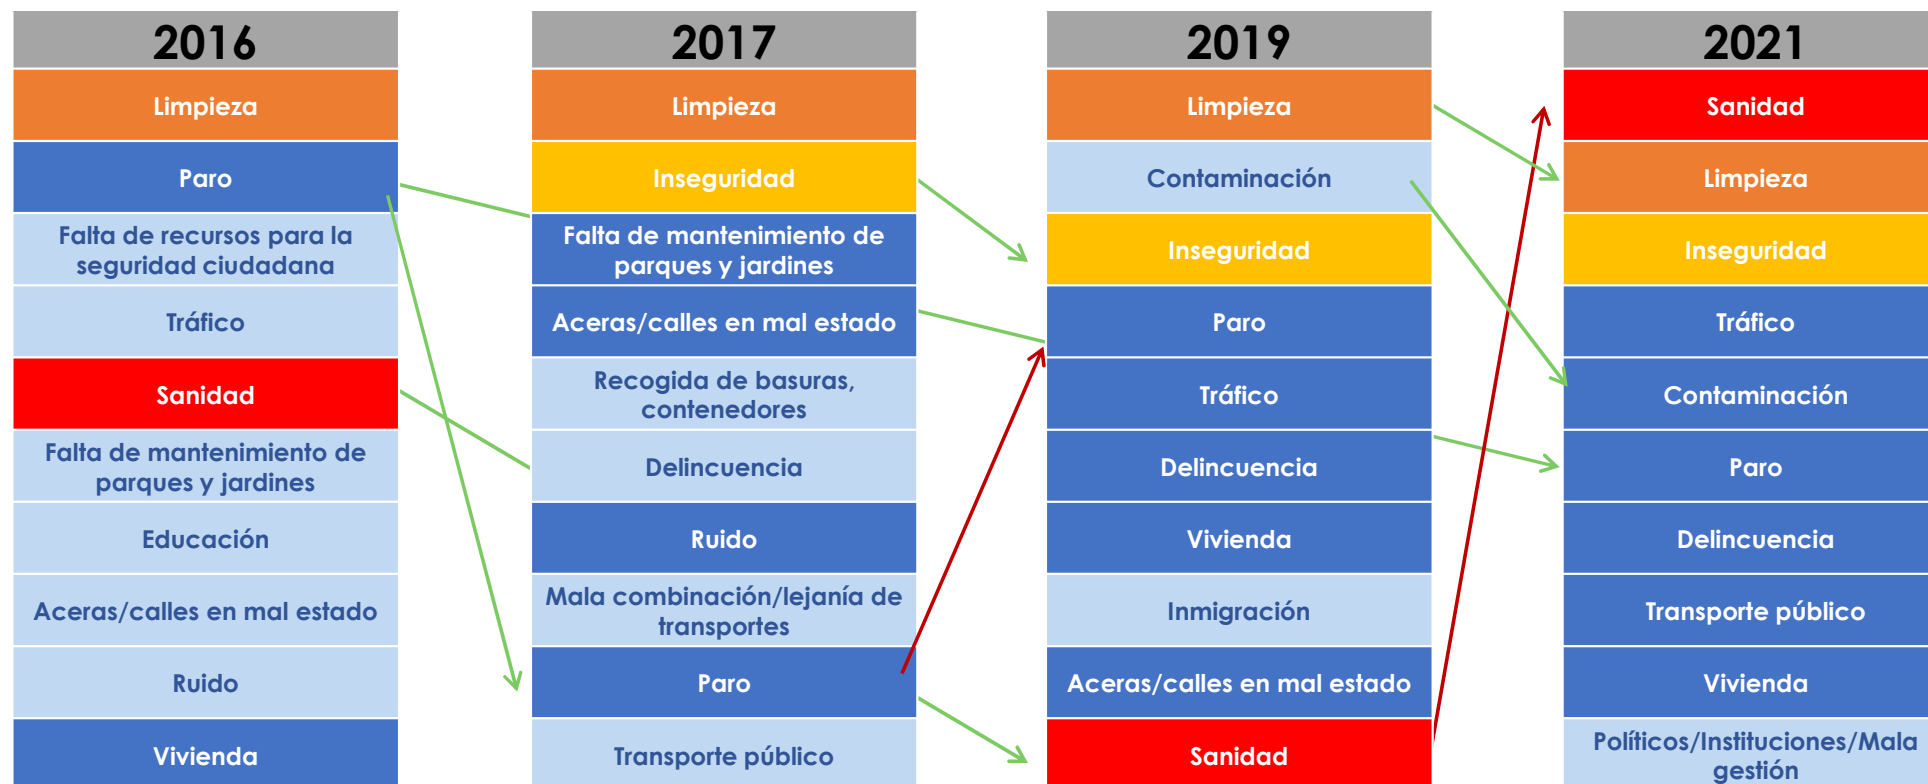 2016
Limpieza
Paro
Falta de recursos para la
seguridad ciudadana
Tráfico
Sanidad
Falta de mantenimiento de
parques y jardines
Educación
Aceras/calles en mal estado
Ruido
Vivienda
2017
Limpieza
Inseguridad
Falta de mantenimiento de
parques y jardines
Aceras/calles en mal estado
Recogida de basuras,
contenedores
Delincuencia
Ruido
Mala combinación/lejanía de
transportes
Paro
Transporte público
2019
Limpieza
Contaminación
Inseguridad
Paro
Tráfico
Delincuencia
Vivienda
Inmigración
Aceras/calles en mal estado
Sanidad
2021
Sanidad
Limpieza
Inseguridad
Tráfico
Contaminación
Paro
Delincuencia
Transporte público
Vivienda
Políticos/Instituciones/Mala
gestión